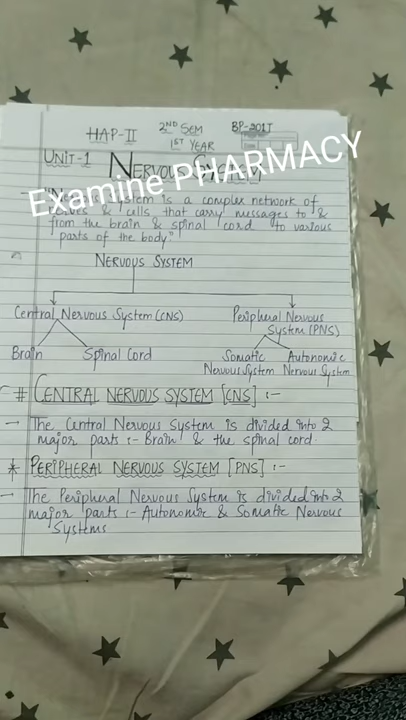 HAP-II 2ND SEM BP-201T
1ST YEAR
UNIT-1 NERVOUS SYSTEM
Examine PHARMACY
System is a complex network of
& cells that carry messages to &
from the brain & spinal cord to various
parts of the body"
NERVOUS SYSTEM
Central Nervous System (CNS) Peripheral Nervous
System (PNS)
Brain Spinal Cord Somatic Autonomic
Nervous System Nervous System
# CENTRAL NERVOUS SYSTEM [CNS] :-
→ The Central Nervous System is divided into 2
major parts :- Brain & the spinal cord
* PERIPHERAL NERVOUS SYSTEM [PNS] :-
→ The Peripheral Nervous System is divided into 2
major parts :- Autonomic & Somatic Nervous
Systems